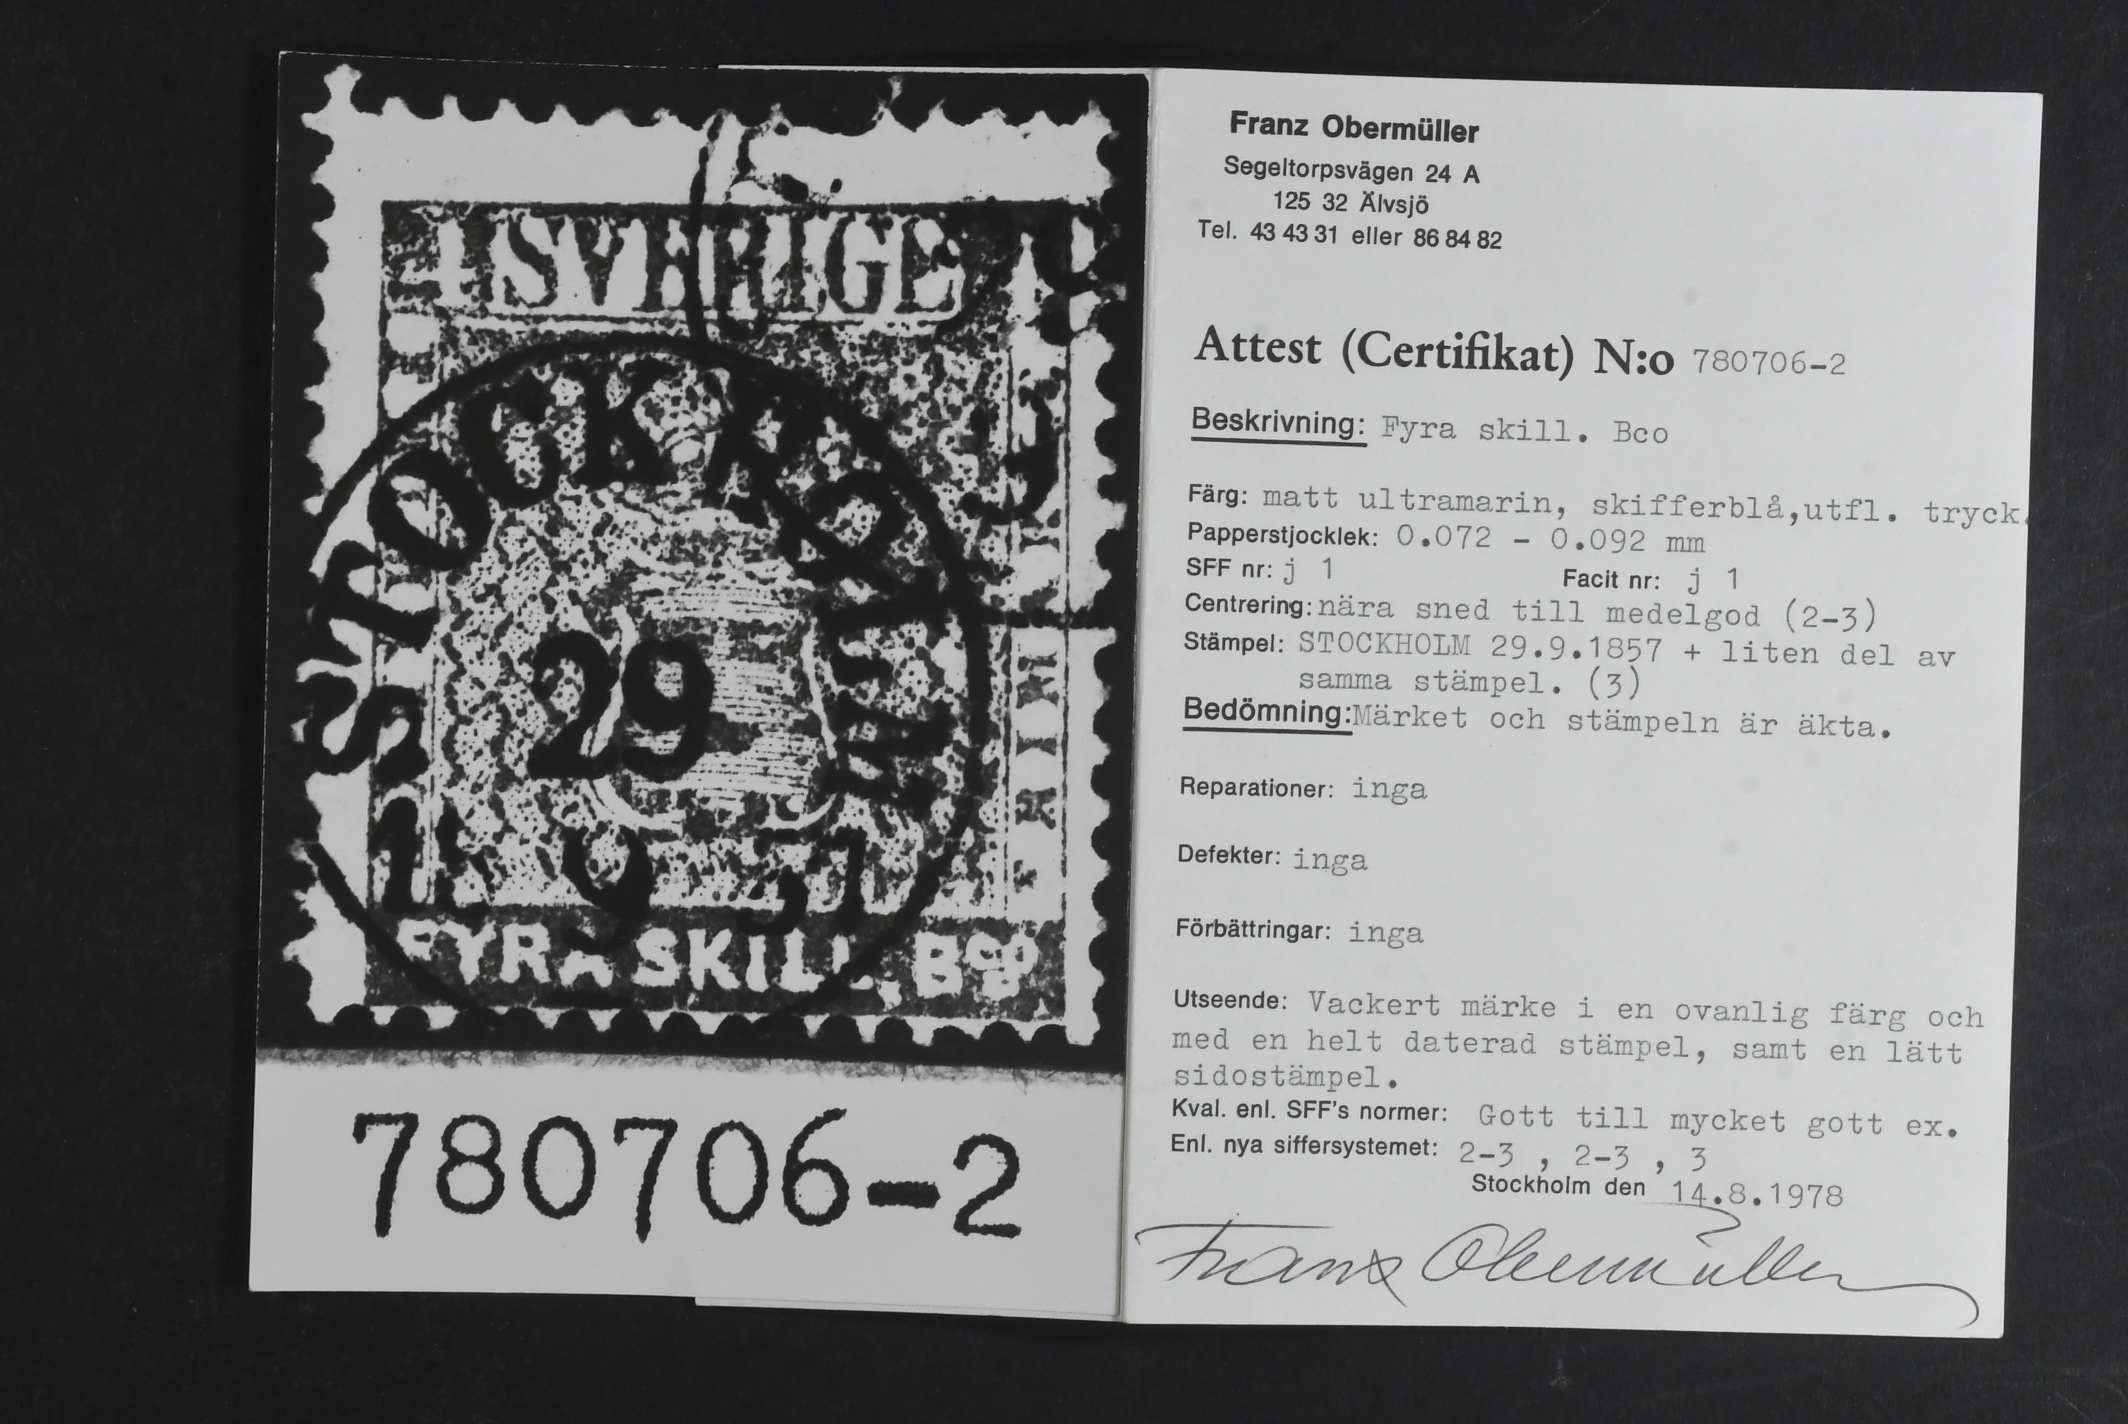 SVERIGE
STOCKHOLM
29
9 57
FYRA SKILL. Bco
780706-2
Franz Obermüller
Segeltorpsvägen 24 A
125 32 Älvsjö
Tel. 43 43 31 eller 86 84 82
Attest (Certifikat) N:o 780706-2
Beskrivning: Fyra skill. Bco
Färg: matt ultramarin, skifferblå,utfl. tryck.
Papperstjocklek: 0.072 - 0.092 mm
SFF nr: j 1 Facit nr: j 1
Centrering: nära sned till medelgod (2-3)
Stämpel: STOCKHOLM 29.9.1857 + liten del av
samma stämpel. (3)
Bedömning: Märket och stämpeln är äkta.
Reparationer: inga
Defekter: inga
Förbättringar: inga
Utseende: Vackert märke i en ovanlig färg och
med en helt daterad stämpel, samt en lätt
sidostämpel.
Kval. enl. SFF's normer: Gott till mycket gott ex.
Enl. nya siffersystemet: 2-3 , 2-3 , 3
Stockholm den 14.8.1978
Franz Obermüller